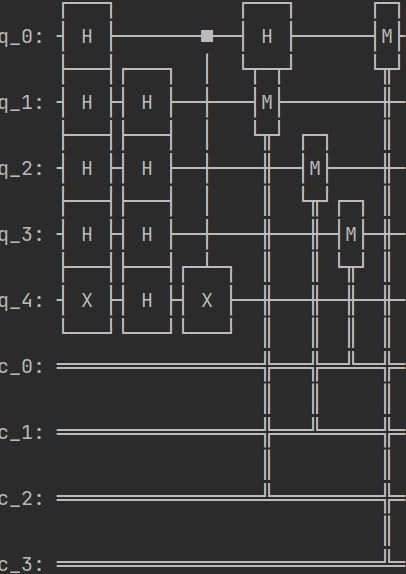 q_0: H ■ H M
q_1: H H M
q_2: H H M
q_3: H H M
q_4: X H X
c_0:
c_1:
c_2:
c_3: